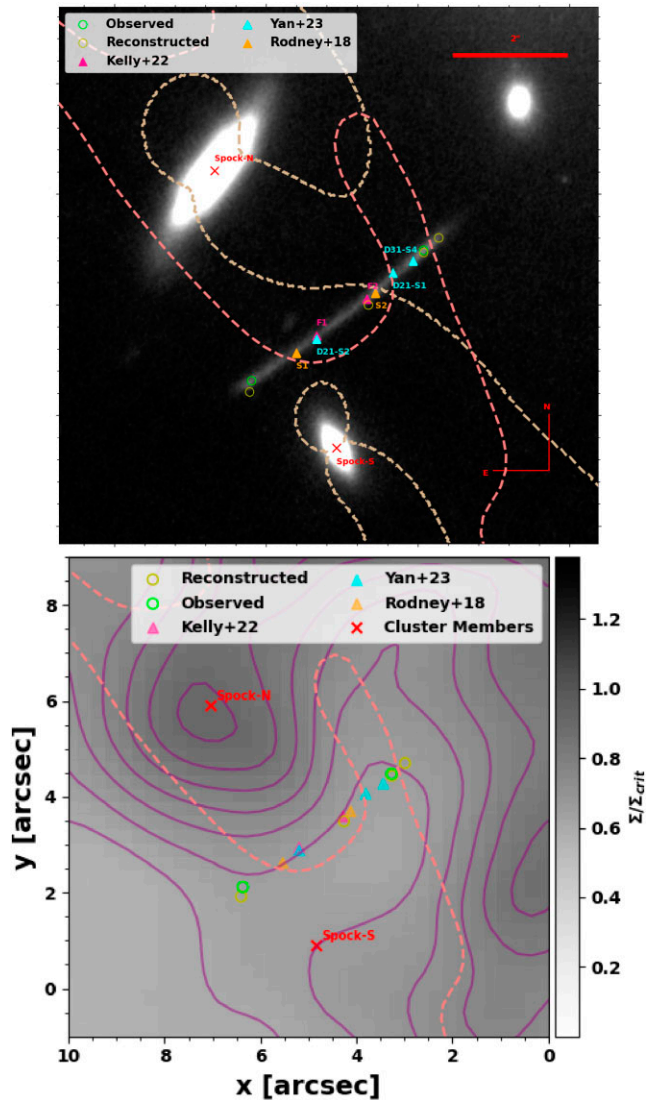 Observed
Reconstructed
Kelly+22
Yan+23
Rodney+18
2"
Spock-N
D31-S4
D21-S1
S2
F1
D21-S2
S1
Spock-S
N
E
Reconstructed
Observed
Kelly+22
Yan+23
Rodney+18
Cluster Members
Spock-N
Spock-S
8
6
4
2
0
y [arcsec]
10
8
6
4
2
0
x [arcsec]
1.2
1.0
0.8
0.6
0.4
0.2
Σ/Σcrit